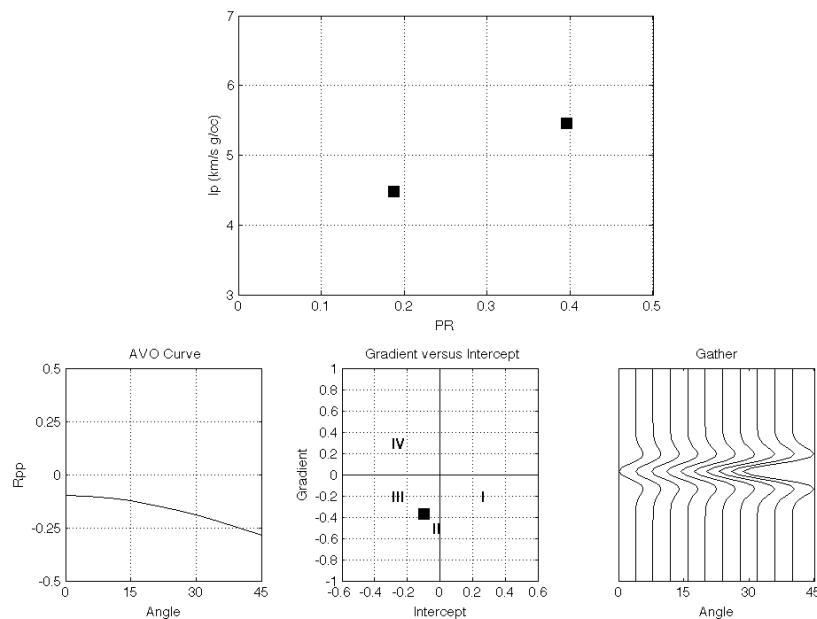 7
6
5
4
3
Ip (km/s g/cc)
0 0.1 0.2 0.3 0.4 0.5
PR
AVO Curve
0.5
0.25
0
-0.25
-0.5
Rpp
0 15 30 45
Angle
Gradient versus Intercept
1
0.8
0.6
0.4
0.2
0
-0.2
-0.4
-0.6
-0.8
-1
Gradient
IV
III
I
II
-0.6 -0.4 -0.2 0 0.2 0.4 0.6
Intercept
Gather
0 15 30 45
Angle